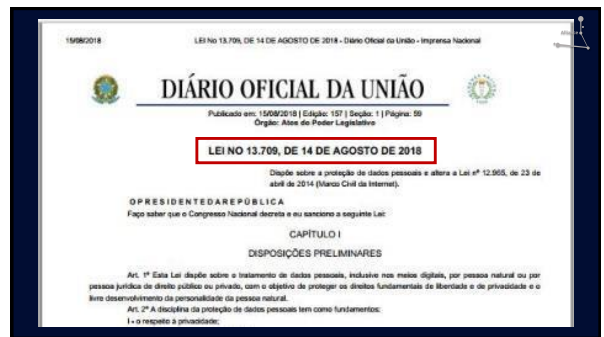 15/08/2018 LEI No 13.709, DE 14 DE AGOSTO DE 2018 - Diário Oficial da União - Imprensa Nacional
DIÁRIO OFICIAL DA UNIÃO
Publicado em: 15/08/2018 | Edição: 157 | Seção: 1 | Página: 59
Órgão: Atos do Poder Legislativo
LEI NO 13.709, DE 14 DE AGOSTO DE 2018
Dispõe sobre a proteção de dados pessoais e altera a Lei nº 12.965, de 23 de
abril de 2014 (Marco Civil da Internet).
O P R E S I D E N T E D A R E P Ú B L I C A
Faço saber que o Congresso Nacional decreta e eu sanciono a seguinte Lei:
CAPÍTULO I
DISPOSIÇÕES PRELIMINARES
Art. 1º Esta Lei dispõe sobre o tratamento de dados pessoais, inclusive nos meios digitais, por pessoa natural ou por
pessoa jurídica de direito público ou privado, com o objetivo de proteger os direitos fundamentais de liberdade e de privacidade e o
livre desenvolvimento da personalidade da pessoa natural.
Art. 2º A disciplina da proteção de dados pessoais tem como fundamentos:
I - o respeito à privacidade;